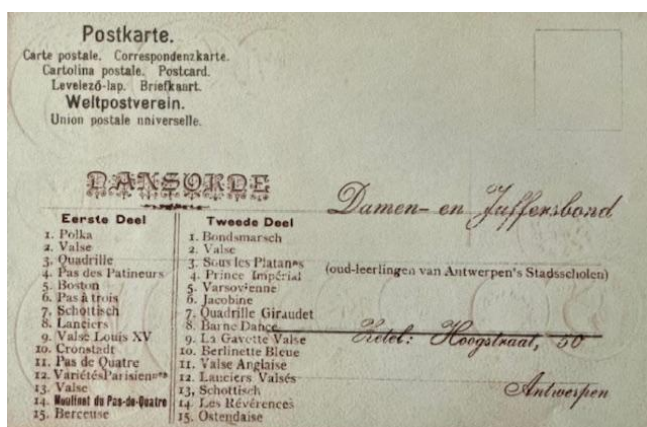 Postkarte.
Carte postale. Correspondenzkarte.
Cartolina postale. Postcard.
Levelező-lap. Briefkaart.
Weltpostverein.
Union postale universelle.
DANSORDE
Eerste Deel
1. Polka
2. Valse
3. Quadrille
4. Pas des Patineurs
5. Boston
6. Pas à trois
7. Schottisch
8. Lanciers
9. Valse Louis XV
10. Cronstadt
11. Pas de Quatre
12. Variétés Parisiennes
13. Valse
14. Moulinet du Pas-de-Quatre
15. Berceuse
Tweede Deel
1. Bondsmarsch
2. Valse
3. Sous les Platanes
4. Prince Impérial
5. Varsovienne
6. Jacobine
7. Quadrille Giraudet
8. Barne Dance
9. La Gavotte Valse
10. Berlinette Bleue
11. Valse Anglaise
12. Lanciers Valsés
13, Schottisch
14. Les Révérences
15. Ostendaise
Damen- en Juffersbond
(oud-leerlingen van Antwerpen's Stadsscholen)
Zetel: Hoogstraat, 50
Antwerpen